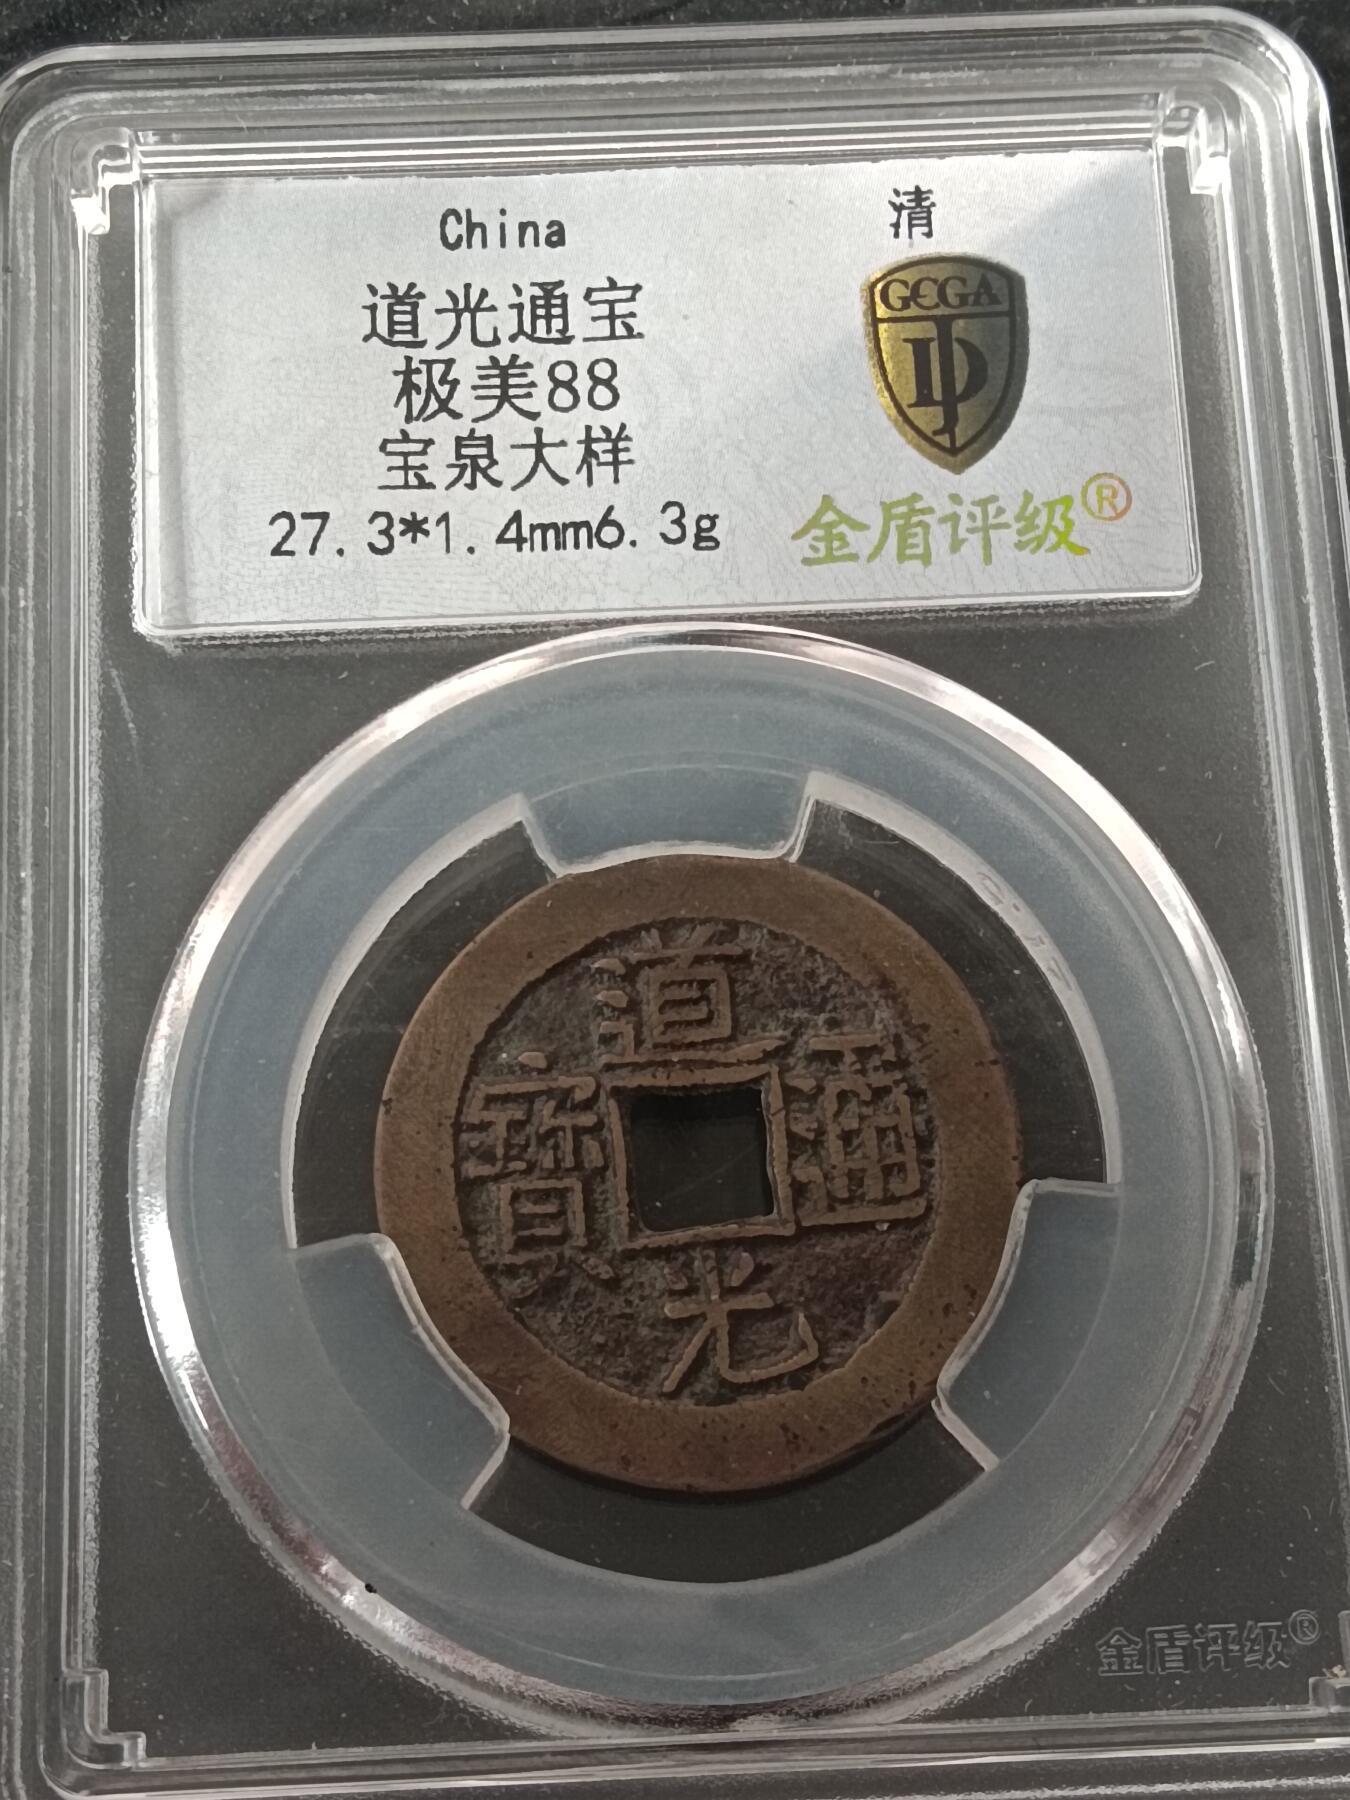 China
清
道光通宝
极美88
宝泉大样
27.3*1.4mm6.3g
GCGA
金盾评级®
道
通
寶
光
金盾评级®